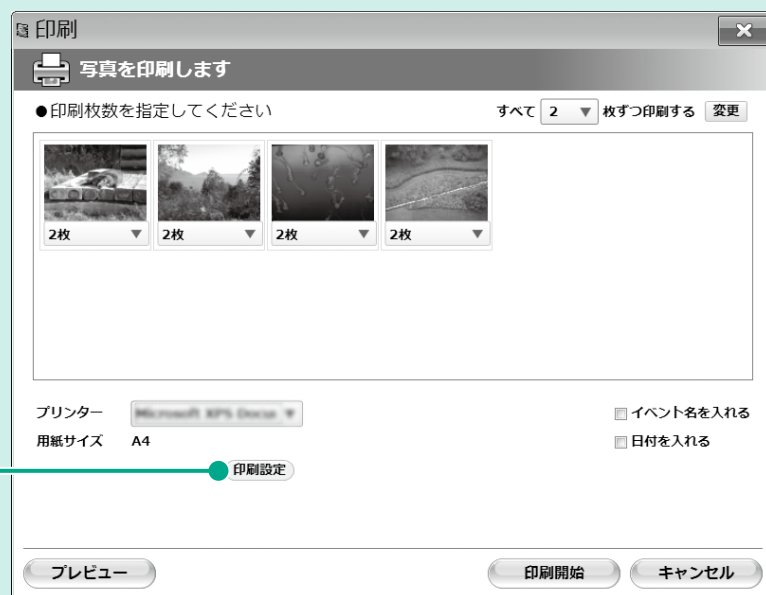 印刷
写真を印刷します
●印刷枚数を指定してください すべて 2 ▼ 枚ずつ印刷する 変更
2枚 ▼ 2枚 ▼ 2枚 ▼ 2枚 ▼
プリンター Microsoft XPS Docu ▼ イベント名を入れる
用紙サイズ A4 日付を入れる
印刷設定
プレビュー 印刷開始 キャンセル